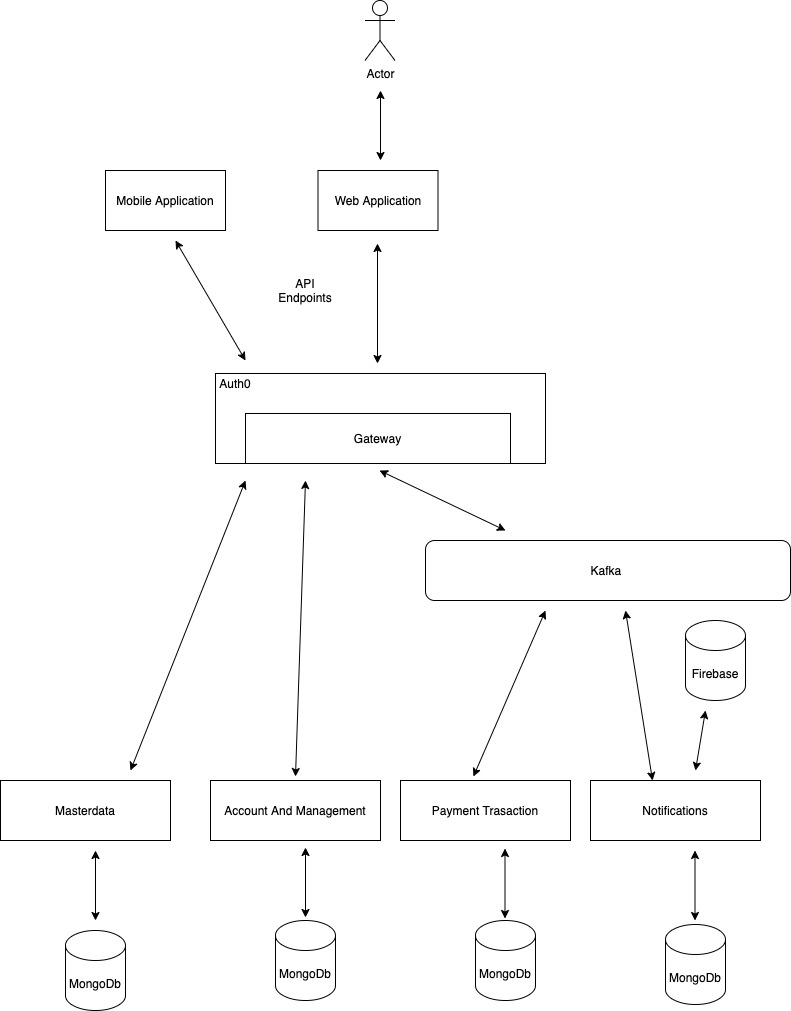 Actor
Mobile Application
Web Application
API
Endpoints
Auth0
Gateway
Kafka
Firebase
Masterdata
Account And Management
Payment Trasaction
Notifications
MongoDb
MongoDb
MongoDb
MongoDb